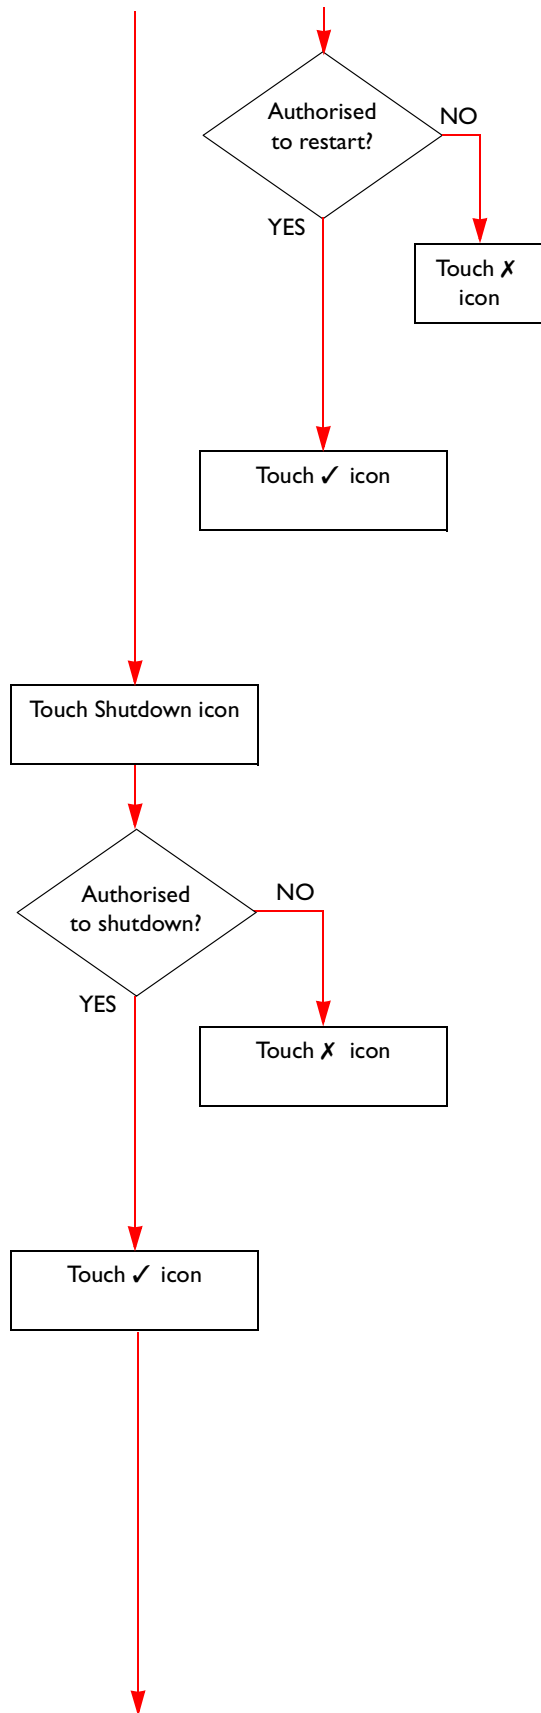 Authorised
to restart?
NO
YES
Touch ✗
icon
Touch ✓ icon
Touch Shutdown icon
Authorised
to shutdown?
NO
YES
Touch ✗ icon
Touch ✓ icon